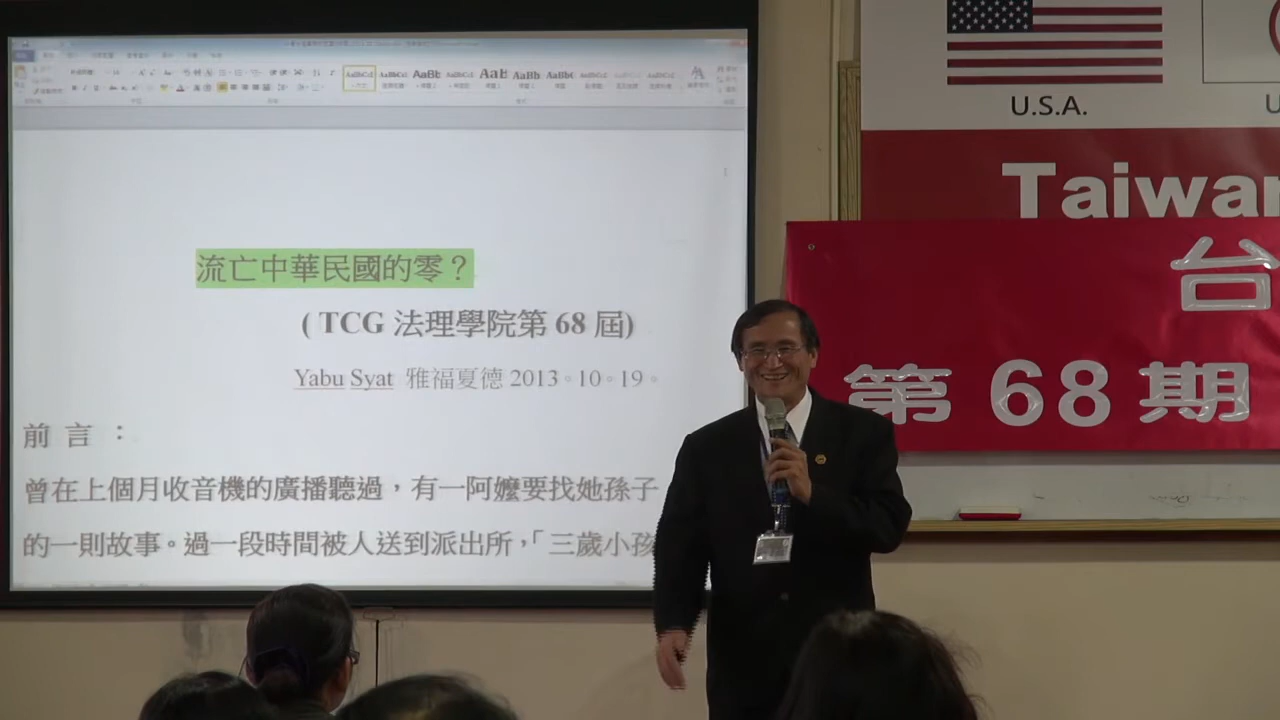 流亡中華民國的零？
( TCG 法理學院第 68 屆)
Yabu Syat 雅福夏德 2013。10。19。
前 言 ：
曾在上個月收音機的廣播聽過，有一阿嬤要找她孫子
的一則故事。過一段時間被人送到派出所，「三歲小孩
U.S.A.
U
Taiwan
台
第 68 期